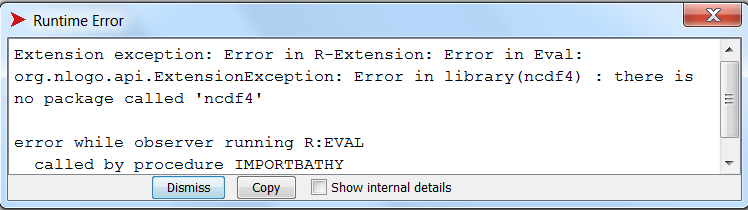 Runtime Error
Extension exception: Error in R-Extension: Error in Eval:
org.nlogo.api.ExtensionException: Error in library(ncdf4) : there is
no package called 'ncdf4'
error while observer running R:EVAL
called by procedure IMPORTBATHY
Dismiss Copy Show internal details